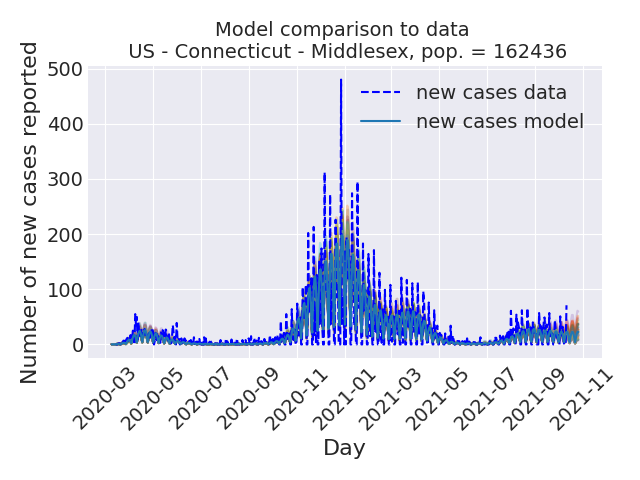 Model comparison to data
US - Connecticut - Middlesex, pop. = 162436
Number of new cases reported
500
400
300
200
100
0
new cases data
new cases model
2020-03
2020-05
2020-07
2020-09
2020-11
2021-01
2021-03
2021-05
2021-07
2021-09
2021-11
Day